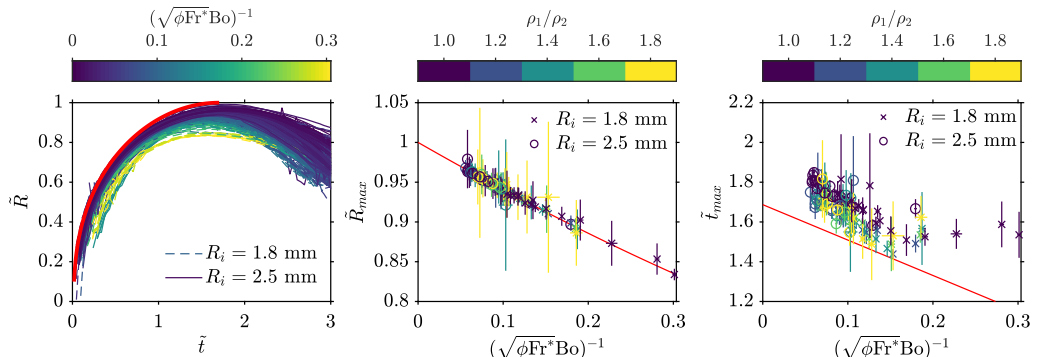 (√ϕFr*Bo)⁻¹
0 0.1 0.2 0.3
R̃
1
0.8
0.6
0.4
0.2
0
0 1 2 3
t̃
R_i = 1.8 mm
R_i = 2.5 mm
ρ₁/ρ₂
1.0 1.2 1.4 1.6 1.8
R̃_max
1.05
1
0.95
0.9
0.85
0.8
0 0.1 0.2 0.3
(√ϕFr*Bo)⁻¹
R_i = 1.8 mm
R_i = 2.5 mm
ρ₁/ρ₂
1.0 1.2 1.4 1.6 1.8
t̃_max
2.2
2
1.8
1.6
1.4
1.2
0 0.1 0.2 0.3
(√ϕFr*Bo)⁻¹
R_i = 1.8 mm
R_i = 2.5 mm